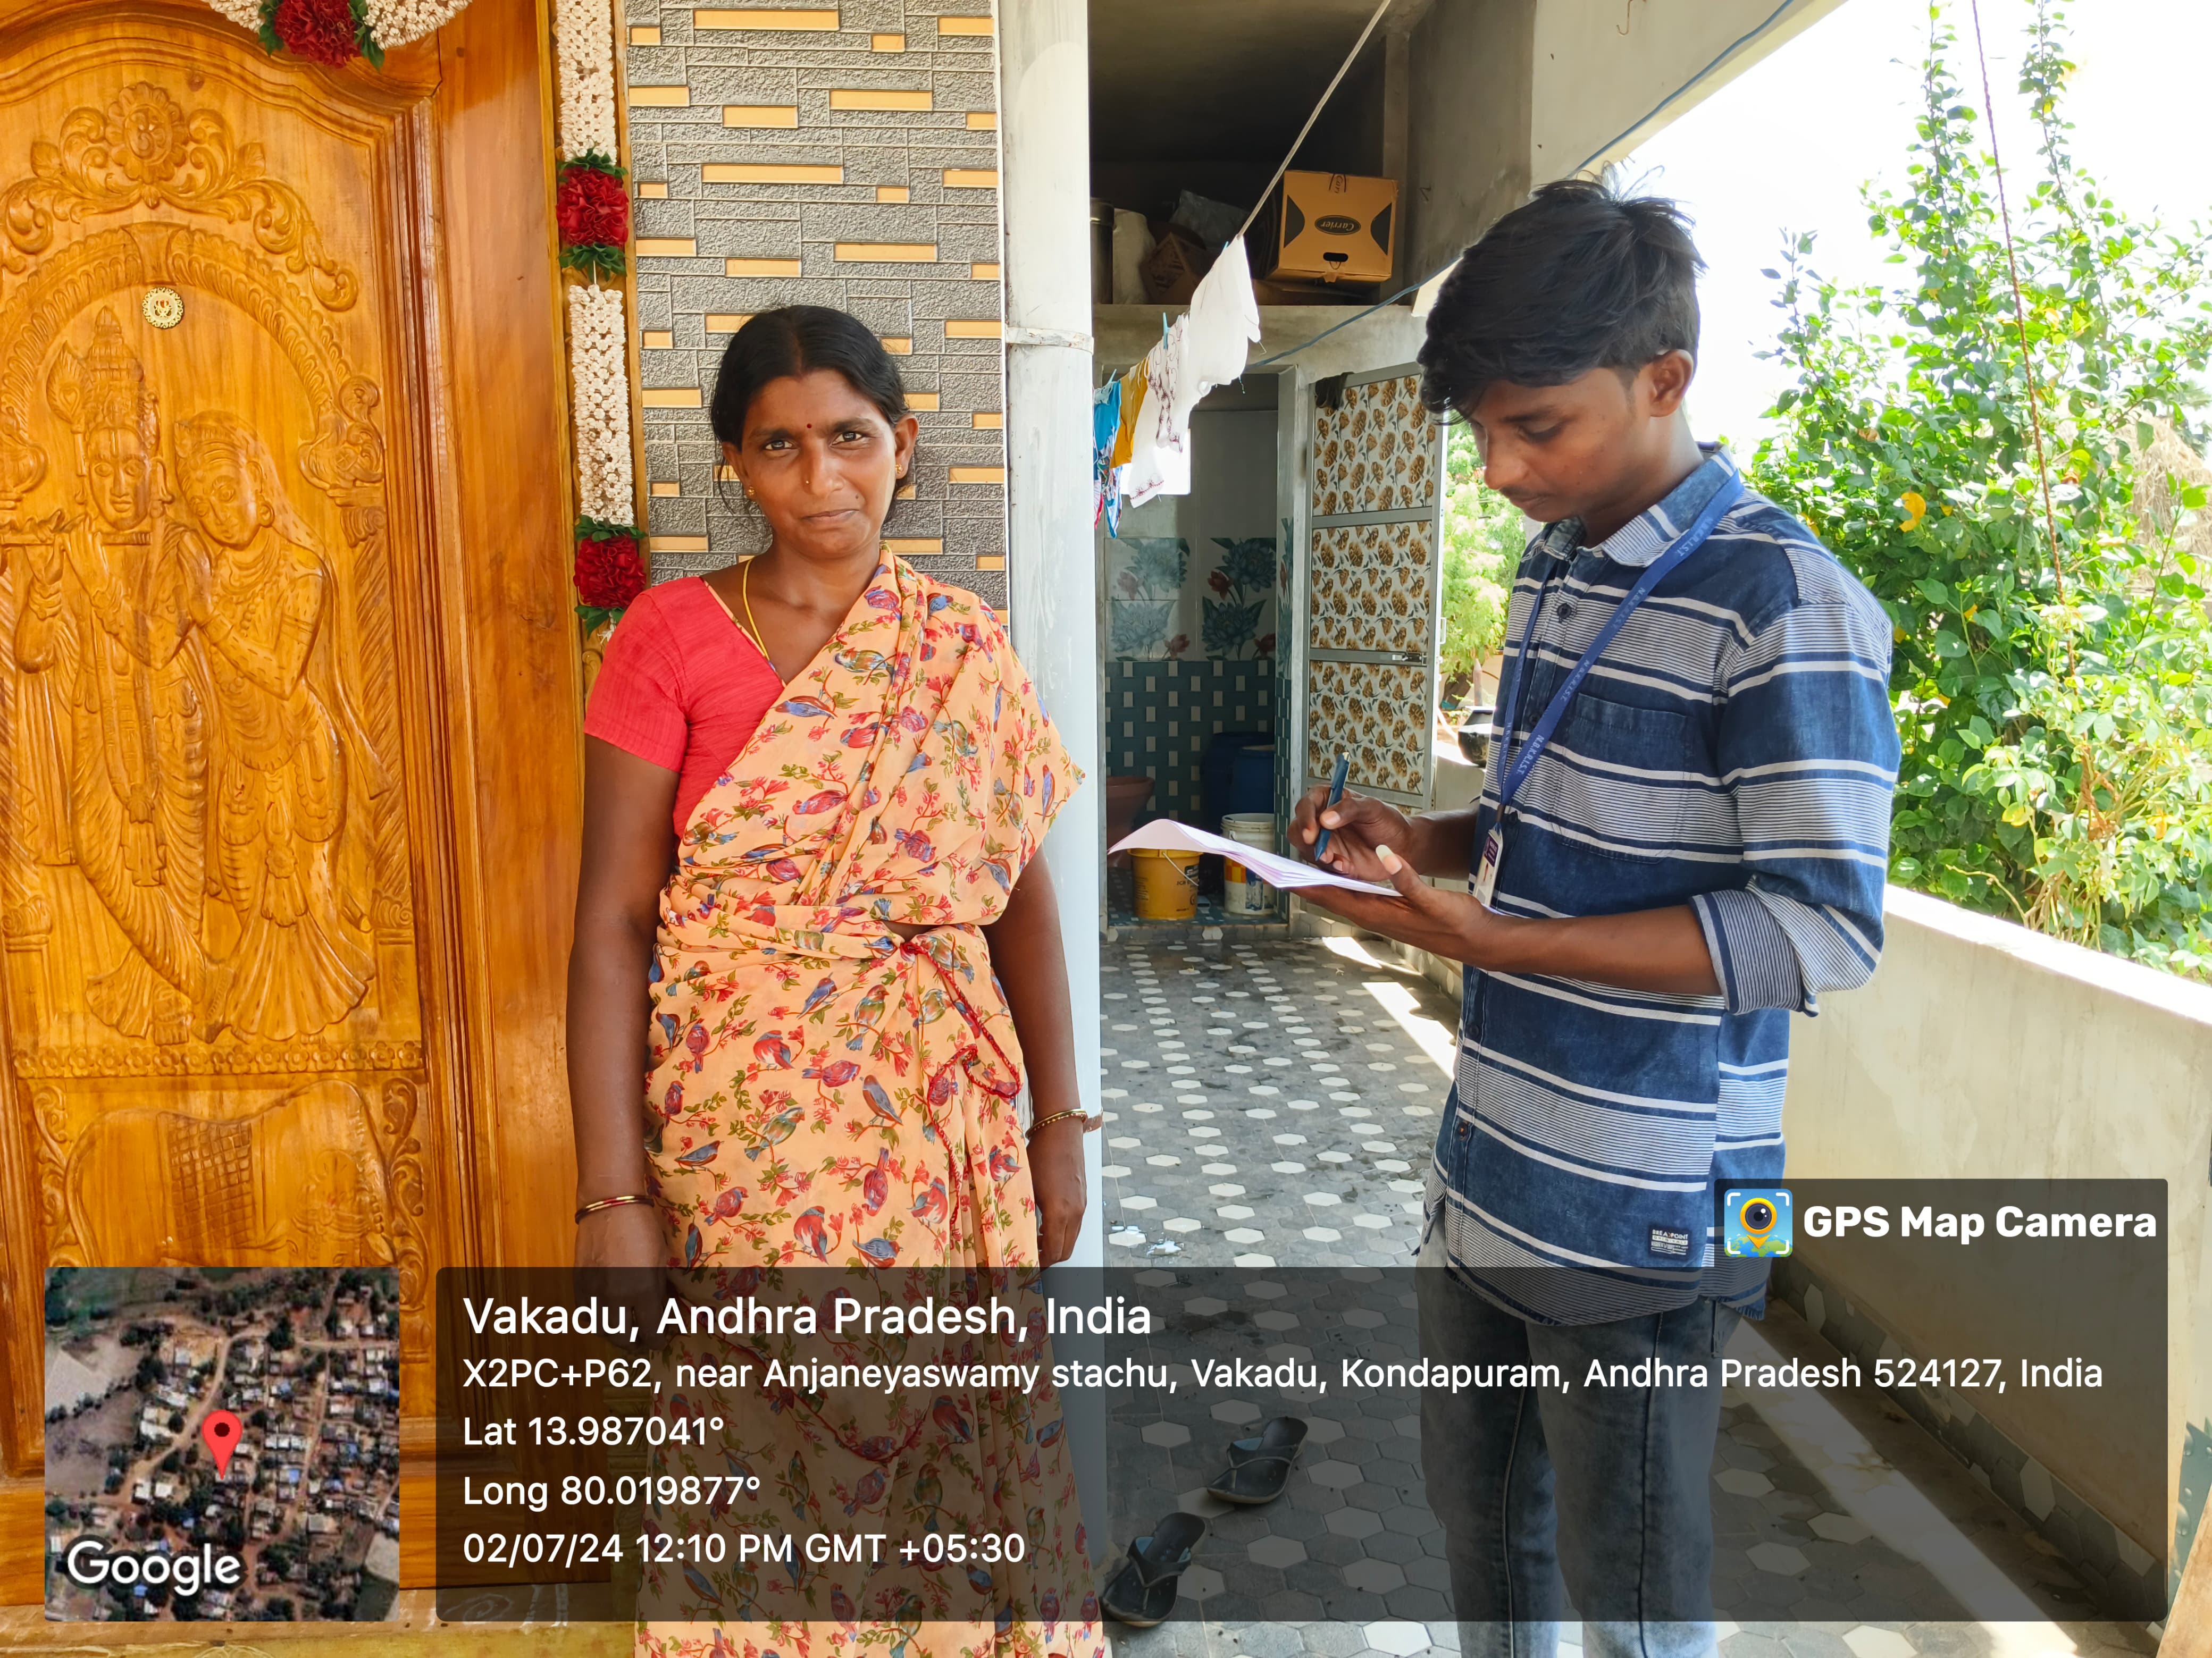 Carrier
N.B.K.R.I.S.T
N.B.K.R.I.S.T
GPS Map Camera
Vakadu, Andhra Pradesh, India
X2PC+P62, near Anjaneyaswamy stachu, Vakadu, Kondapuram, Andhra Pradesh 524127, India
Lat 13.987041°
Long 80.019877°
02/07/24 12:10 PM GMT +05:30
Google